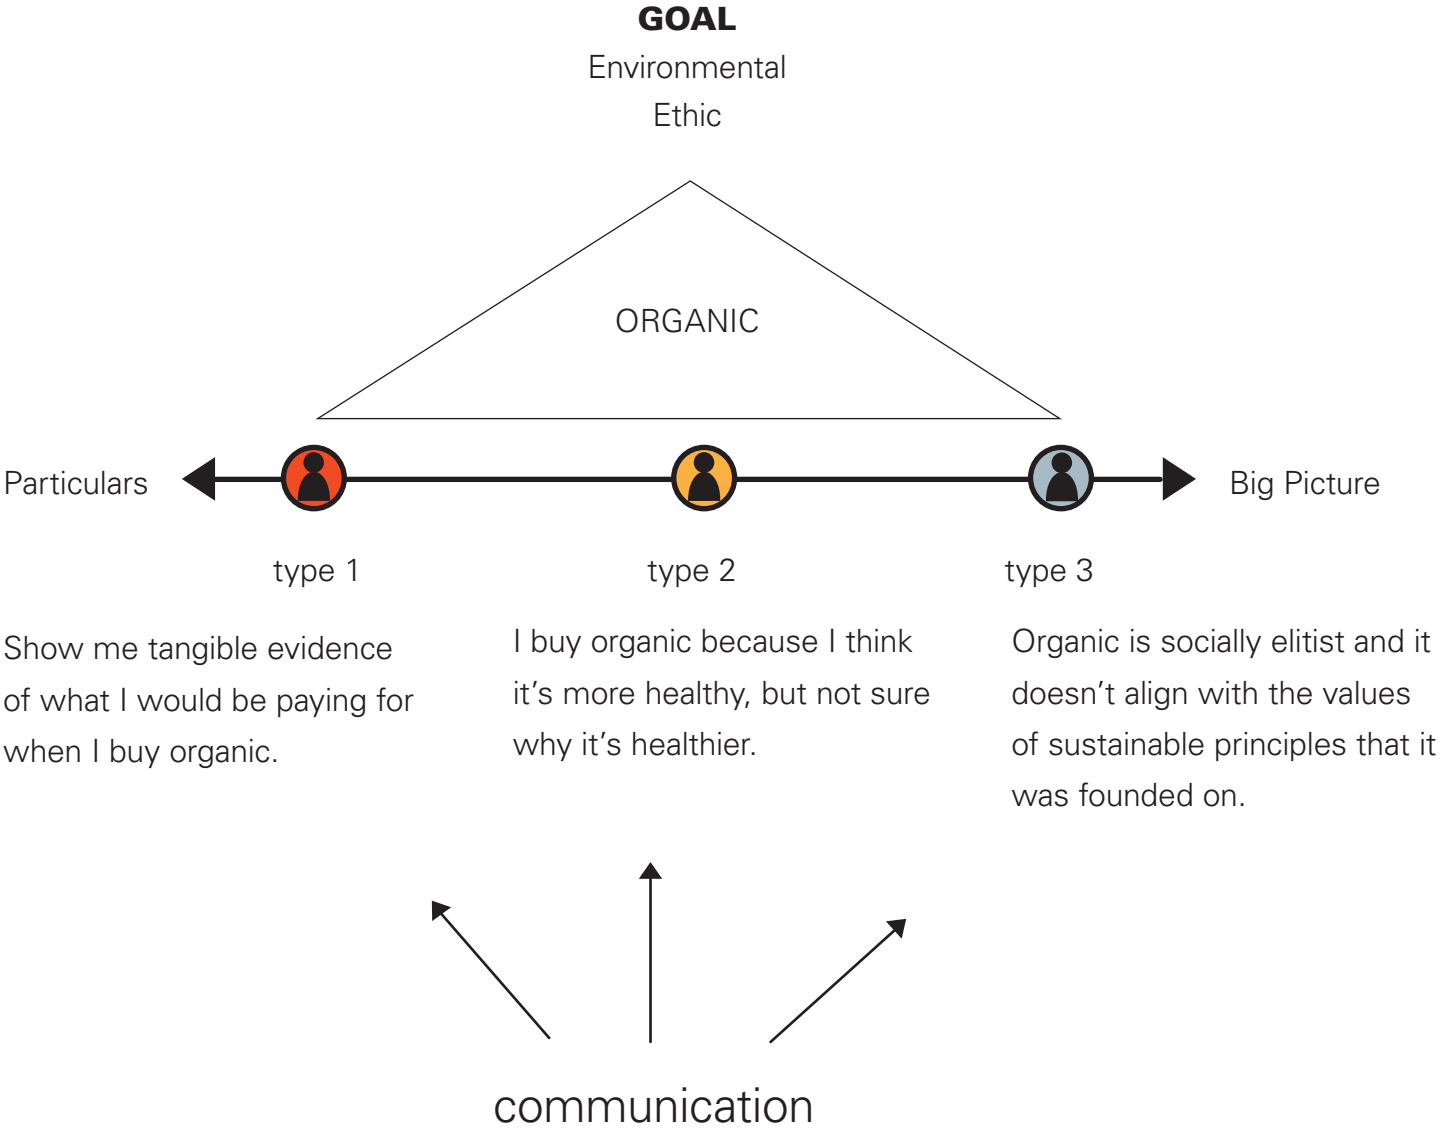 GOAL
Environmental
Ethic
ORGANIC
Particulars
Big Picture
type 1
type 2
type 3
Show me tangible evidence
of what I would be paying for
when I buy organic.
I buy organic because I think
it’s more healthy, but not sure
why it’s healthier.
Organic is socially elitist and it
doesn’t align with the values
of sustainable principles that it
was founded on.
communication